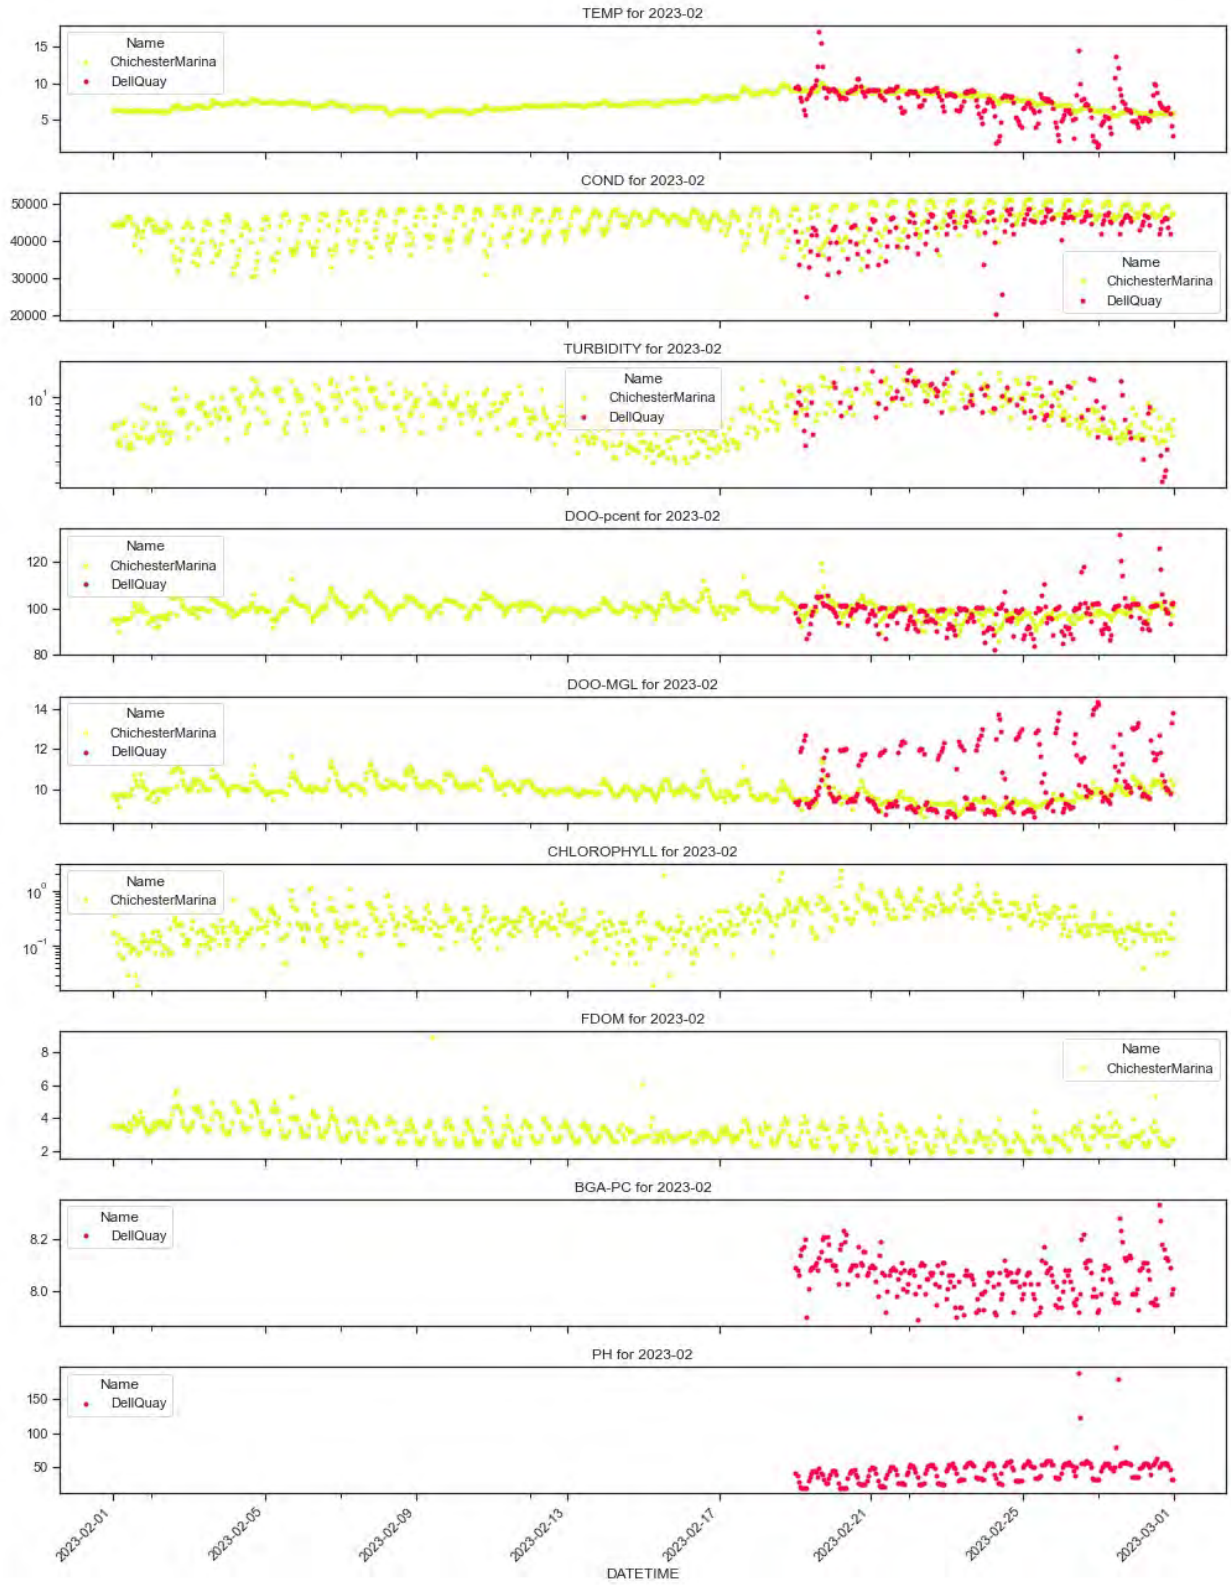 TEMP for 2023-02
Name
ChichesterMarina
DellQuay
15
10
5
COND for 2023-02
50000
40000
30000
20000
Name
ChichesterMarina
DellQuay
TURBIDITY for 2023-02
10¹
Name
ChichesterMarina
DellQuay
DOO-pcent for 2023-02
Name
ChichesterMarina
DellQuay
120
100
80
DOO-MGL for 2023-02
Name
ChichesterMarina
DellQuay
14
12
10
CHLOROPHYLL for 2023-02
Name
ChichesterMarina
10⁰
10⁻¹
FDOM for 2023-02
Name
ChichesterMarina
8
6
4
2
BGA-PC for 2023-02
Name
DellQuay
8.2
8.0
PH for 2023-02
Name
DellQuay
150
100
50
2023-02-01
2023-02-05
2023-02-09
2023-02-13
2023-02-17
2023-02-21
2023-02-25
2023-03-01
DATETIME